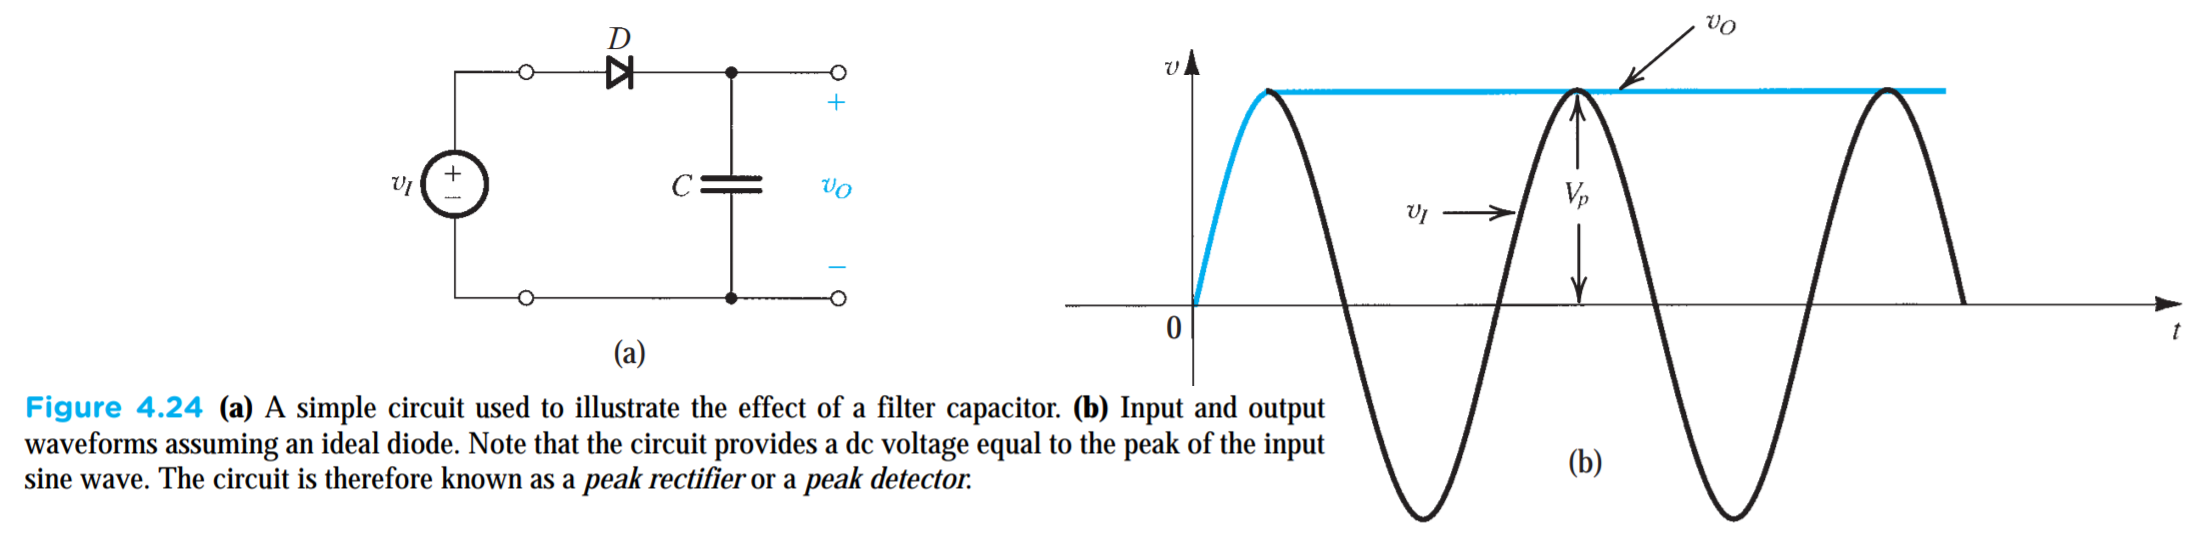 D
+
v_I
+
−
C
v_O
−
(a)
v
v_O
v_I
V_p
0
t
(b)
Figure 4.24 (a) A simple circuit used to illustrate the effect of a filter capacitor. (b) Input and output
waveforms assuming an ideal diode. Note that the circuit provides a dc voltage equal to the peak of the input
sine wave. The circuit is therefore known as a peak rectifier or a peak detector.